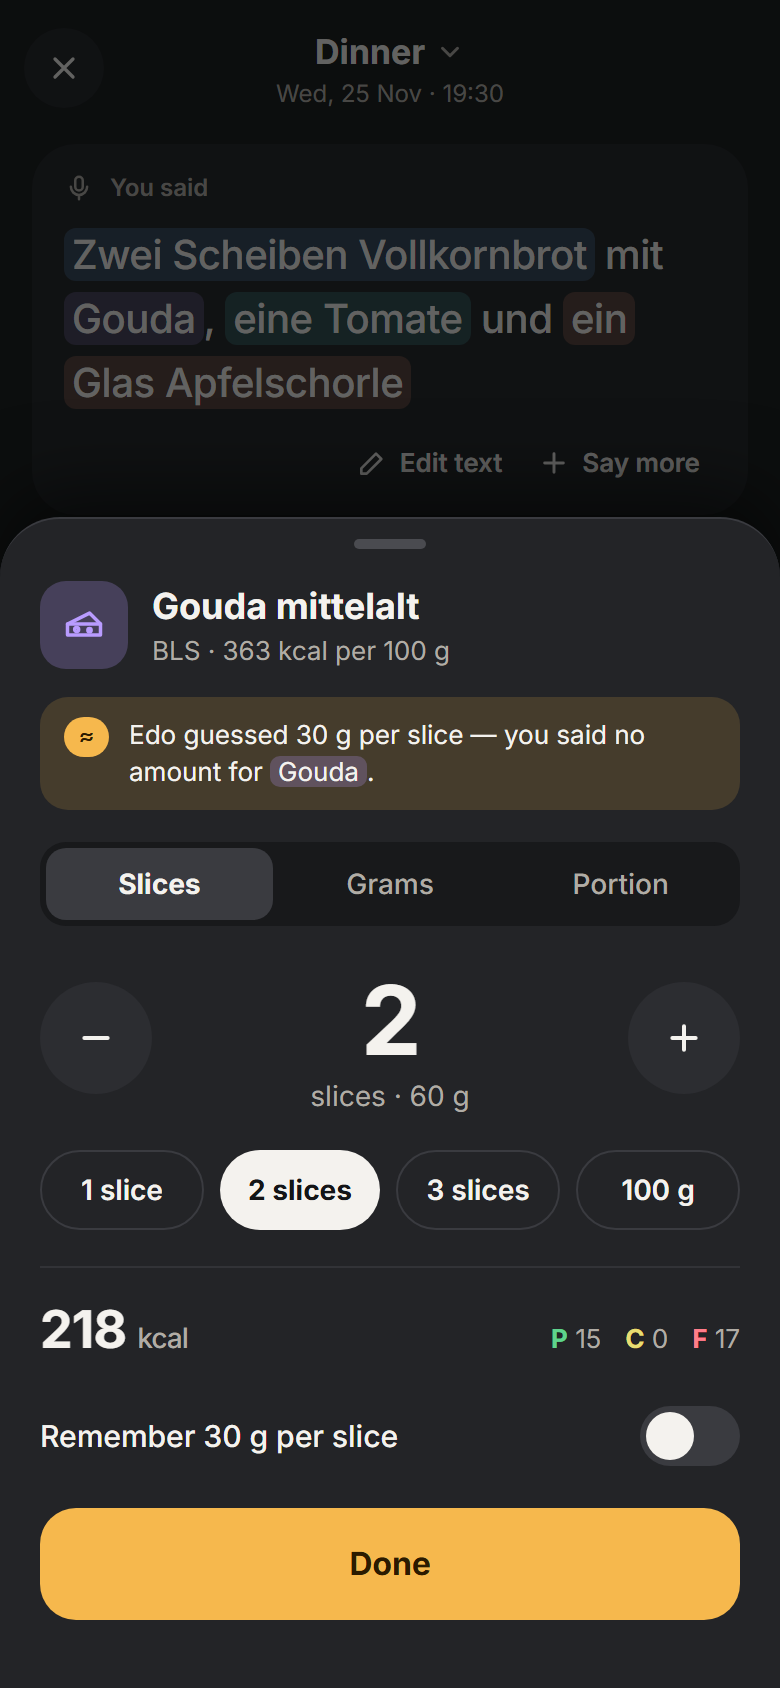 Dinner
Wed, 25 Nov · 19:30
You said
Zwei Scheiben Vollkornbrot mit
Gouda, eine Tomate und ein
Glas Apfelschorle
Edit text
Say more
Gouda mittelalt
BLS · 363 kcal per 100 g
≈ Edo guessed 30 g per slice — you said no
amount for Gouda.
Slices Grams Portion
2
slices · 60 g
1 slice 2 slices 3 slices 100 g
218 kcal P 15 C 0 F 17
Remember 30 g per slice
Done